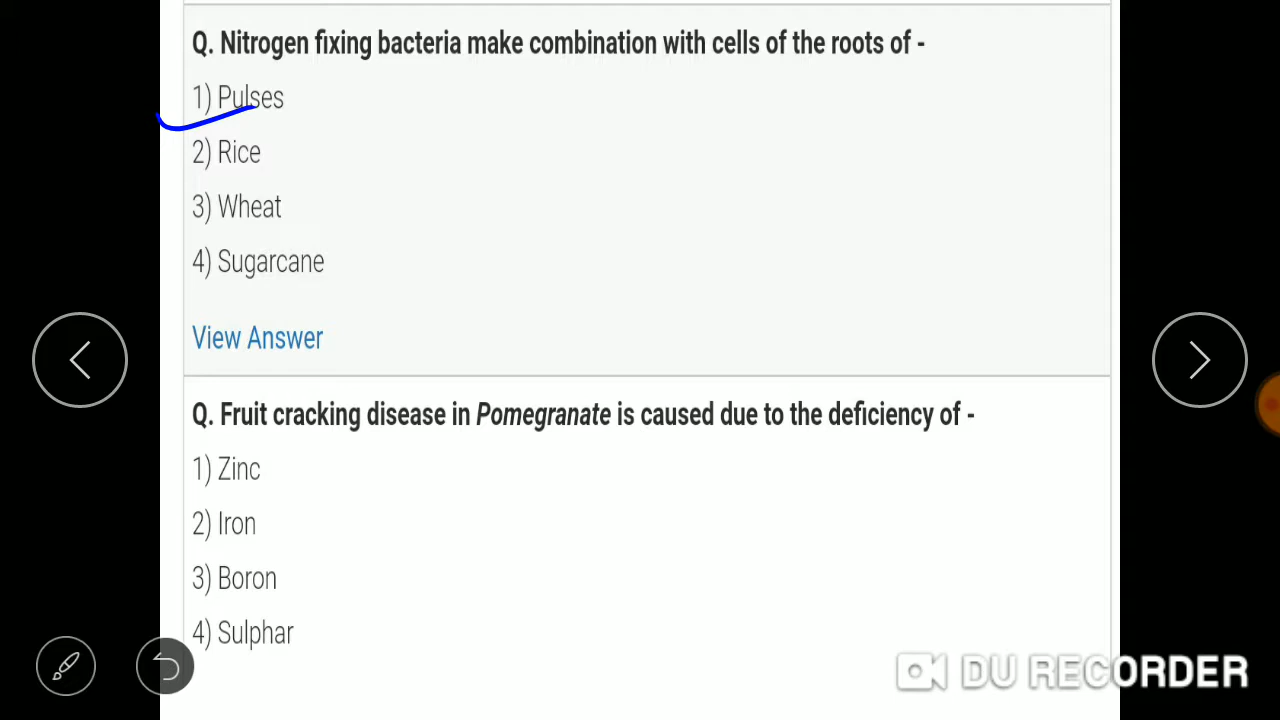 Q. Nitrogen fixing bacteria make combination with cells of the roots of -
1) Pulses
2) Rice
3) Wheat
4) Sugarcane
View Answer
Q. Fruit cracking disease in Pomegranate is caused due to the deficiency of -
1) Zinc
2) Iron
3) Boron
4) Sulphar
DU RECORDER